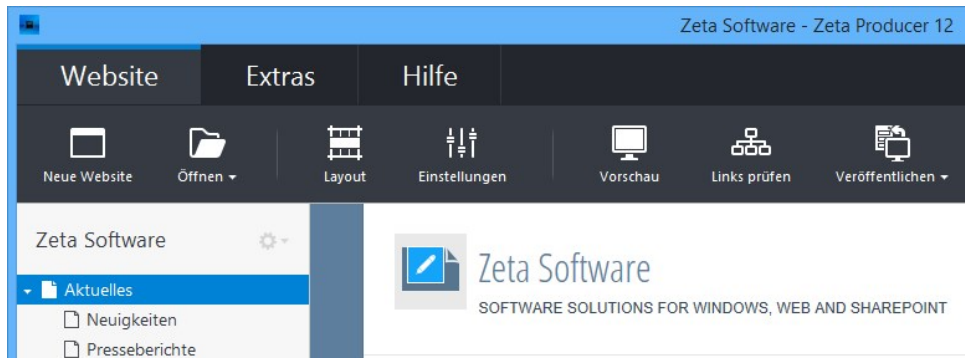 Zeta Software - Zeta Producer 12
Website Extras Hilfe
Neue Website Öffnen Layout Einstellungen Vorschau Links prüfen Veröffentlichen
Zeta Software
Aktuelles
Neuigkeiten
Presseberichte
Zeta Software
SOFTWARE SOLUTIONS FOR WINDOWS, WEB AND SHAREPOINT